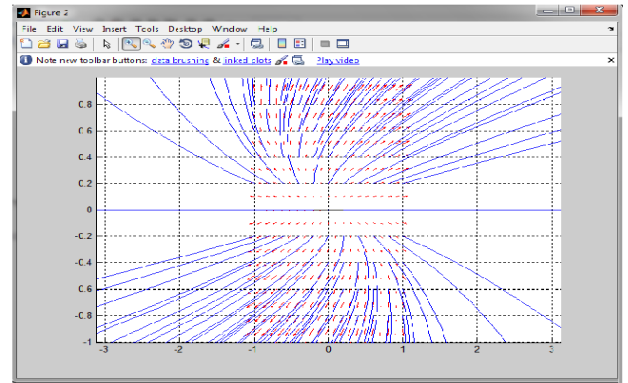 Figure 2
File Edit View Insert Tools Desktop Window Help
Note new toolbar buttons: data brushing & linked plots Play video
0.8
0.6
0.4
0.2
0
-0.2
-0.4
-0.6
-0.8
-1
-3 -2 -1 0 1 2 3